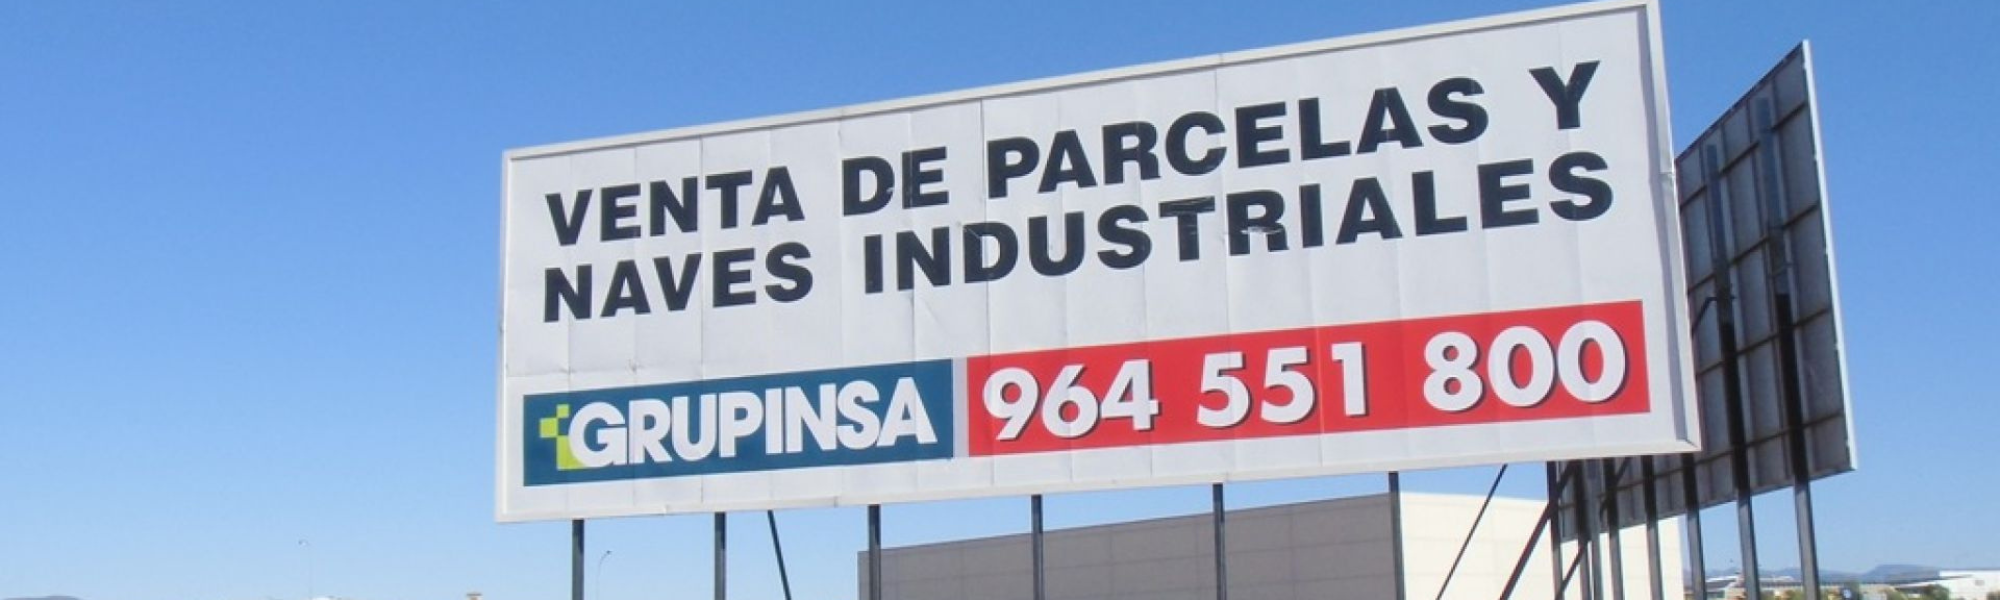 VENTA DE PARCELAS Y
NAVES INDUSTRIALES
GRUPINSA 964 551 800